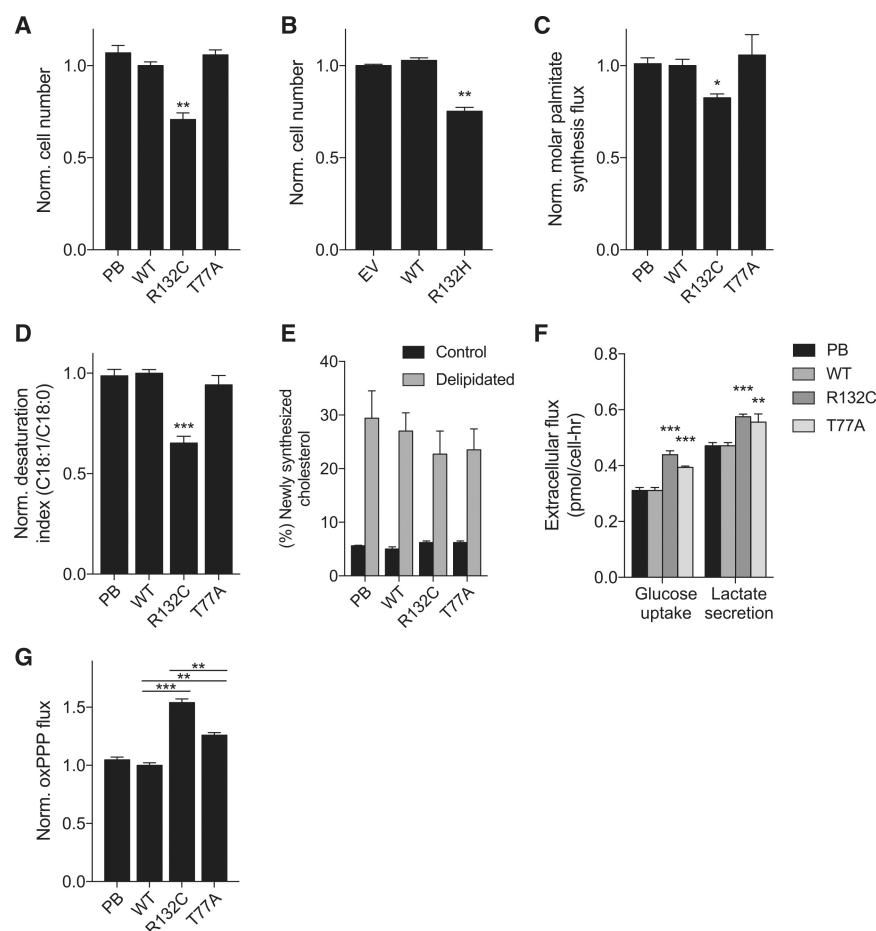 A
Norm. cell number
1.0
0.5
0.0
**
PB
WT
R132C
T77A
B
Norm. cell number
1.0
0.5
0.0
**
EV
WT
R132H
C
Norm. molar palmitate
synthesis flux
1.0
0.5
0.0
*
PB
WT
R132C
T77A
D
Norm. desaturation
index (C18:1/C18:0)
1.0
0.5
0.0
***
PB
WT
R132C
T77A
E
Control
Delipidated
(%) Newly synthesized
cholesterol
40
30
20
10
0
PB
WT
R132C
T77A
F
PB
WT
R132C
T77A
Extracellular flux
(pmol/cell-hr)
0.8
0.6
0.4
0.2
0.0
***
***
***
**
Glucose
uptake
Lactate
secretion
G
Norm. oxPPP flux
1.5
1.0
0.5
0.0
**
**
***
PB
WT
R132C
T77A